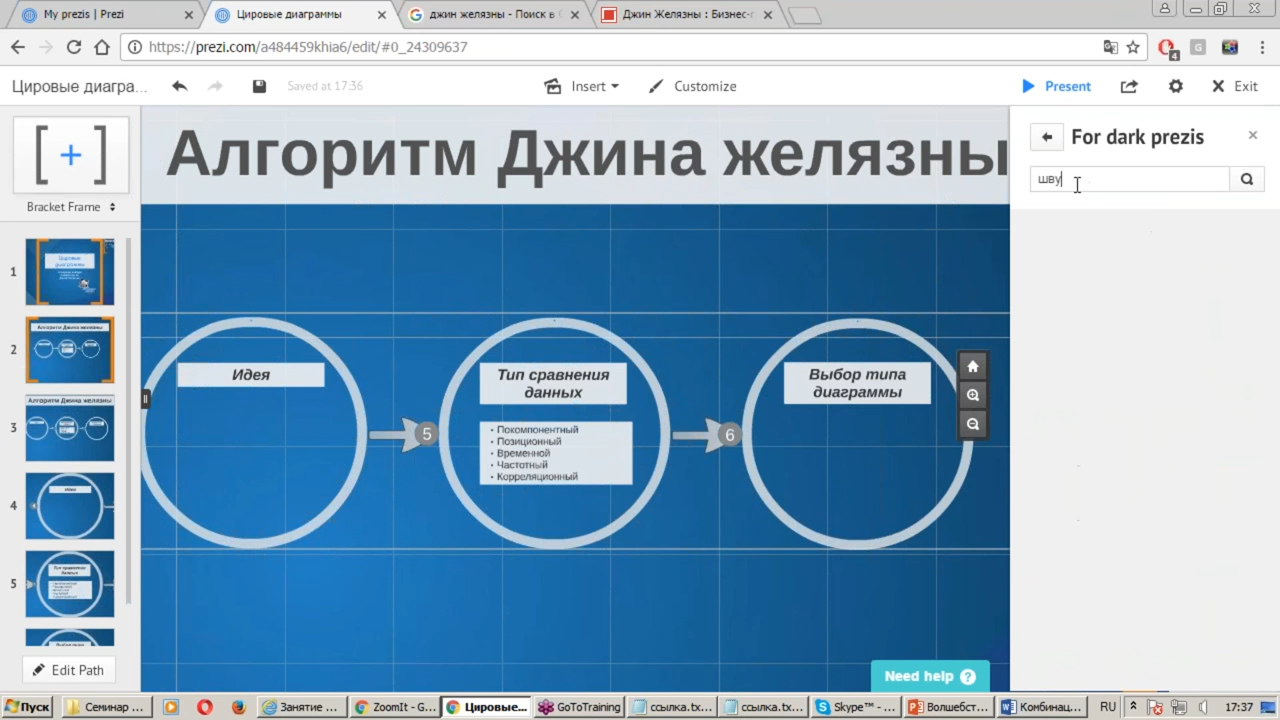 My prezis | Prezi
Цировые диаграммы
джин желязны - Поиск в
Джин Желязны : Бизнес-
https://prezi.com/a484459khia6/edit/#0_24309637
4
Цировые диагра...
Saved at 17:36
Insert
Customize
Present
Exit
Bracket Frame
1
2
3
4
5
Edit Path
Алгоритм Джина желязны
Идея
5
Тип сравнения
данных
• Покомпонентный
• Позиционный
• Временной
• Частотный
• Корреляционный
6
Выбор типа
диаграммы
For dark prezis
шву
Need help ?
Пуск
Семинар ...
Занятие ...
ZoomIt - G...
Цировые...
GoToTraining
ссылка.tx...
ссылка.tx...
Skype™ - ...
Волшебст...
Комбинац...
RU
17:37